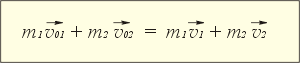 m₁v⃗₀₁ + m₂ v⃗₀₂ = m₁v⃗₁ + m₂ v⃗₂